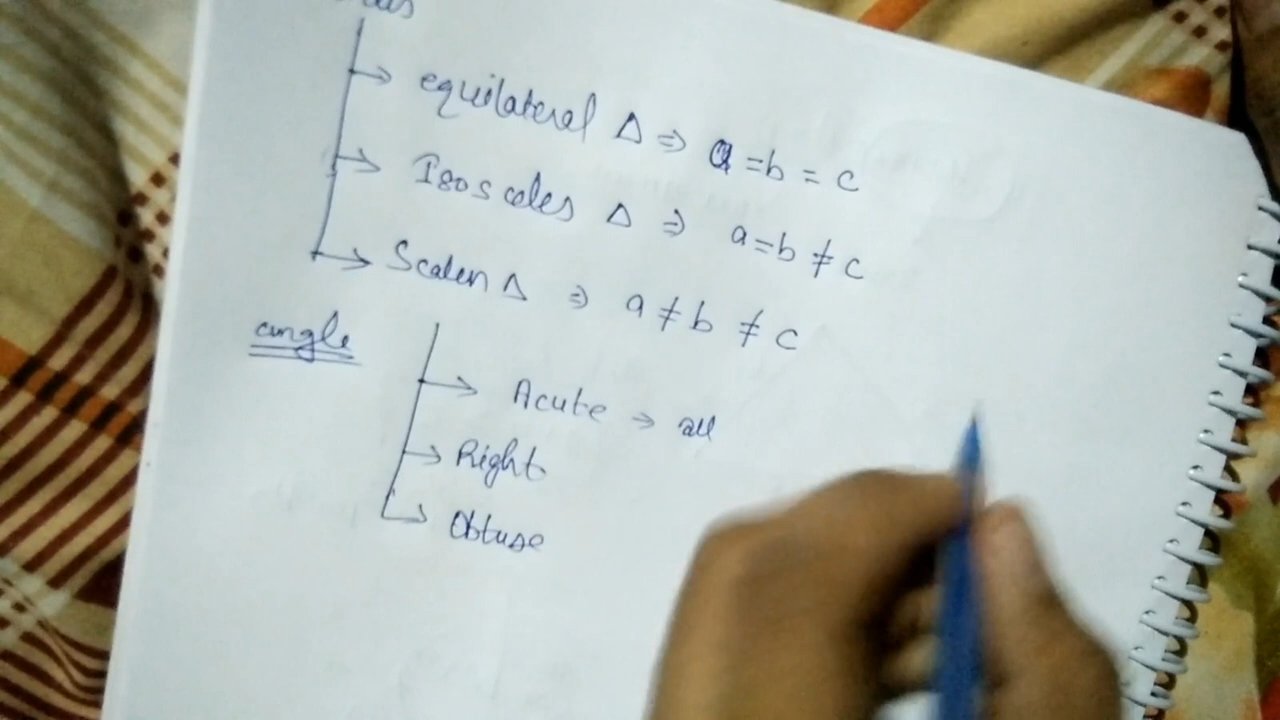 → equilateral Δ ⇒ a = b = c
→ Isosceles Δ ⇒ a = b ≠ c
→ Scalen Δ ⇒ a ≠ b ≠ c
angle
→ Acute → all
→ Right
→ Obtuse